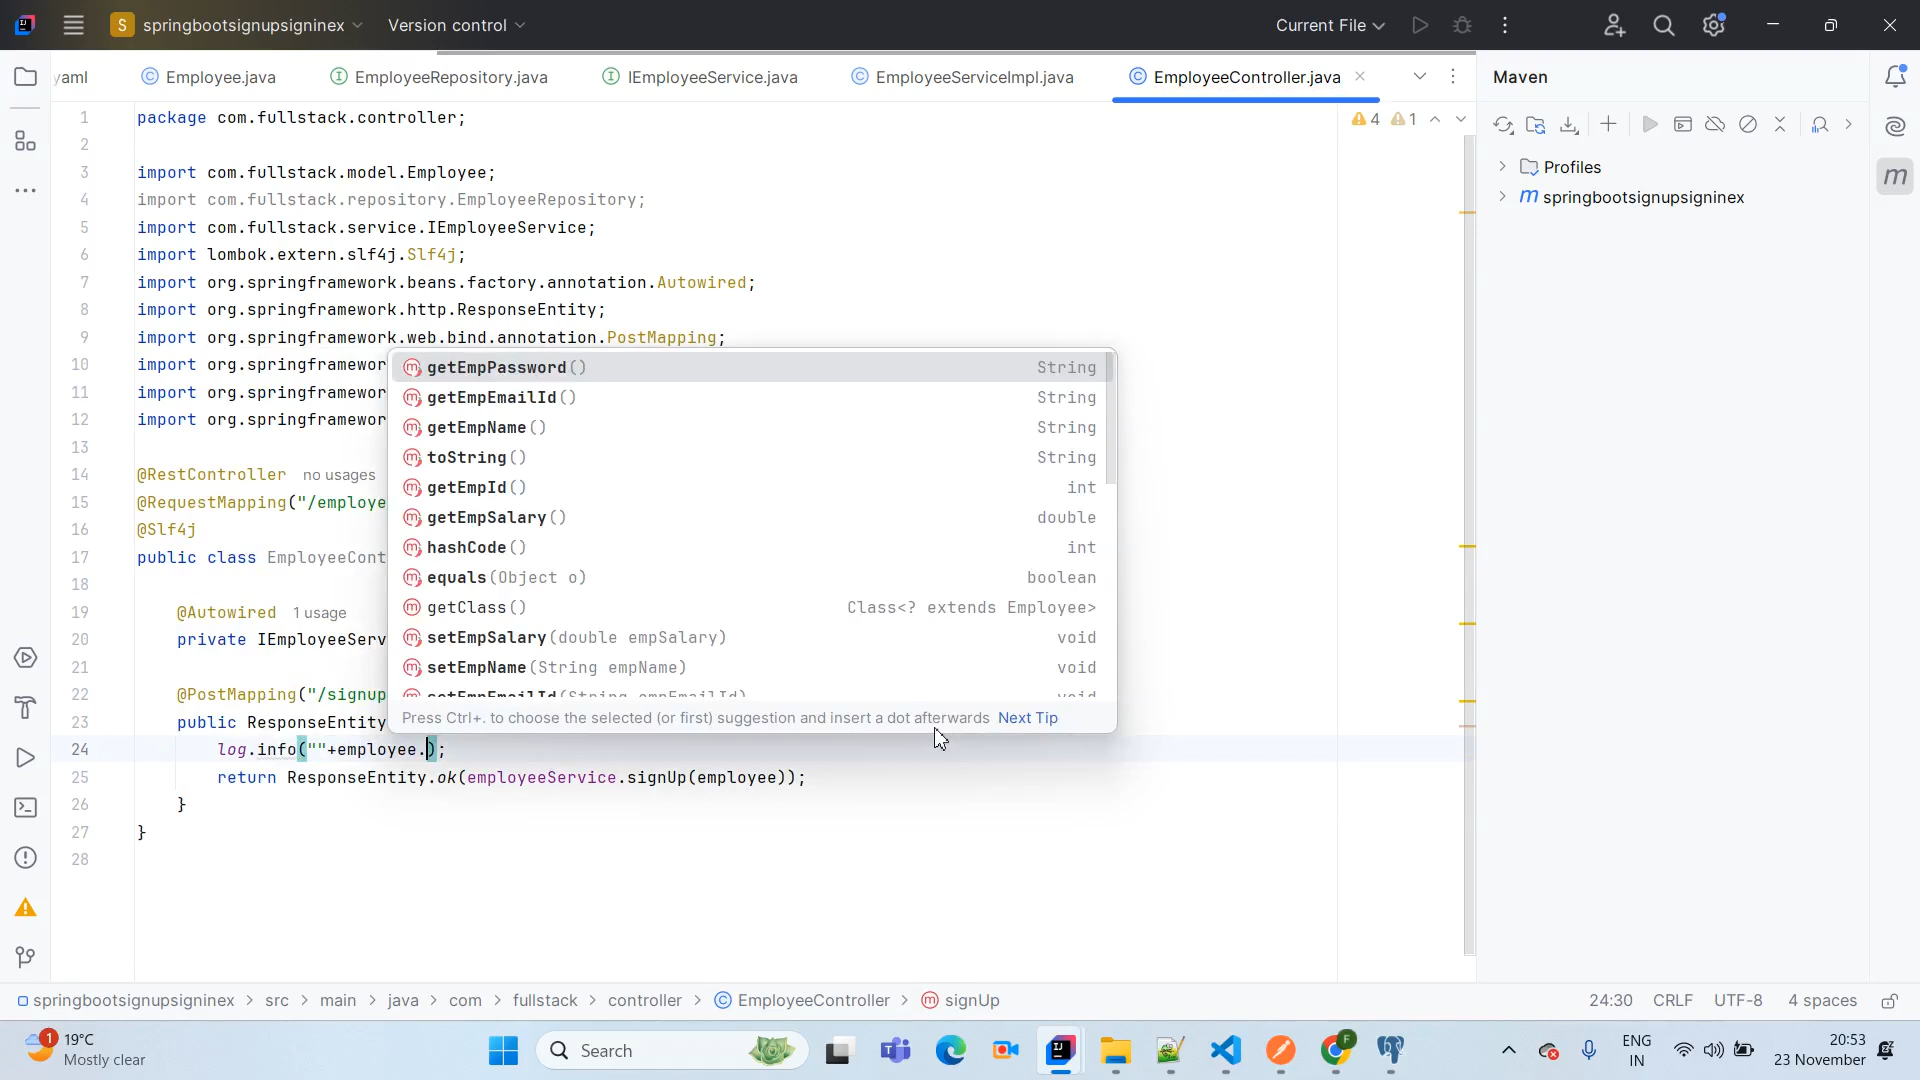 S springbootsignupsigninex Version control Current File
yaml Employee.java EmployeeRepository.java IEmployeeService.java EmployeeServiceImpl.java EmployeeController.java Maven
4 1
1 package com.fullstack.controller;
2
3 import com.fullstack.model.Employee;
4 import com.fullstack.repository.EmployeeRepository;
5 import com.fullstack.service.IEmployeeService;
6 import lombok.extern.slf4j.Slf4j;
7 import org.springframework.beans.factory.annotation.Autowired;
8 import org.springframework.http.ResponseEntity;
9 import org.springframework.web.bind.annotation.PostMapping;
10 import org.framewor
11 import org.springframewor
12 import org.springframewor
13
14 @RestController no usages
15 @RequestMapping("/employe
16 @Slf4j
17 public class EmployeeCont
18
19 @Autowired 1 usage
20 private IEmployeeServ
21
22 @PostMapping("/signup
23 public ResponseEntity
24 log.info(""+employee.);
25 return ResponseEntity.ok(employeeService.signUp(employee));
26 }
27 }
28
getEmpPassword() String
getEmpEmailId() String
getEmpName() String
toString() String
getEmpId() int
getEmpSalary() double
hashCode() int
equals(Object o) boolean
getClass() Class<? extends Employee>
setEmpSalary(double empSalary) void
setEmpName(String empName) void
setEmpEmailId(String empEmailId) void
Press Ctrl+. to choose the selected (or first) suggestion and insert a dot afterwards Next Tip
Profiles
m springbootsignupsigninex
springbootsignupsigninex > src > main > java > com > fullstack > controller > EmployeeController > signUp 24:30 CRLF UTF-8 4 spaces
1 19°C
Mostly clear
Search
ENG
IN
20:53
23 November